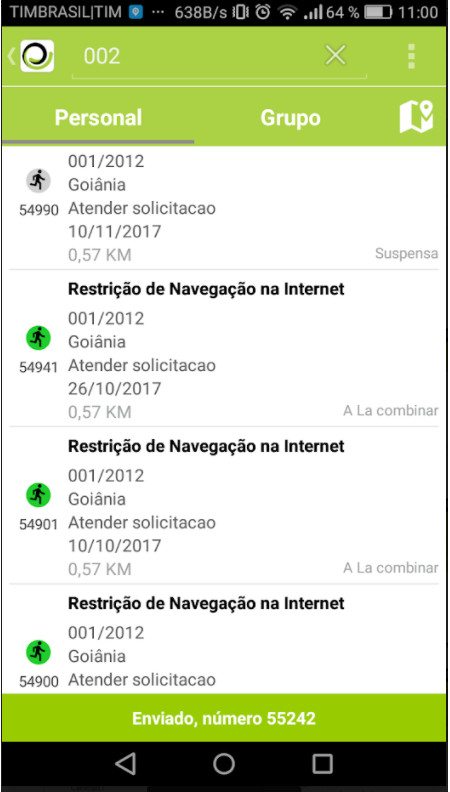 TIMBRASIL|TIM ... 638B/s 64 % 11:00
002
Personal
Grupo
001/2012
Goiânia
54990 Atender solicitacao
10/11/2017
0,57 KM
Suspensa
Restrição de Navegação na Internet
001/2012
Goiânia
54941 Atender solicitacao
26/10/2017
0,57 KM
A La combinar
Restrição de Navegação na Internet
001/2012
Goiânia
54901 Atender solicitacao
10/10/2017
0,57 KM
A La combinar
Restrição de Navegação na Internet
001/2012
Goiânia
54900 Atender solicitacao
Enviado, número 55242